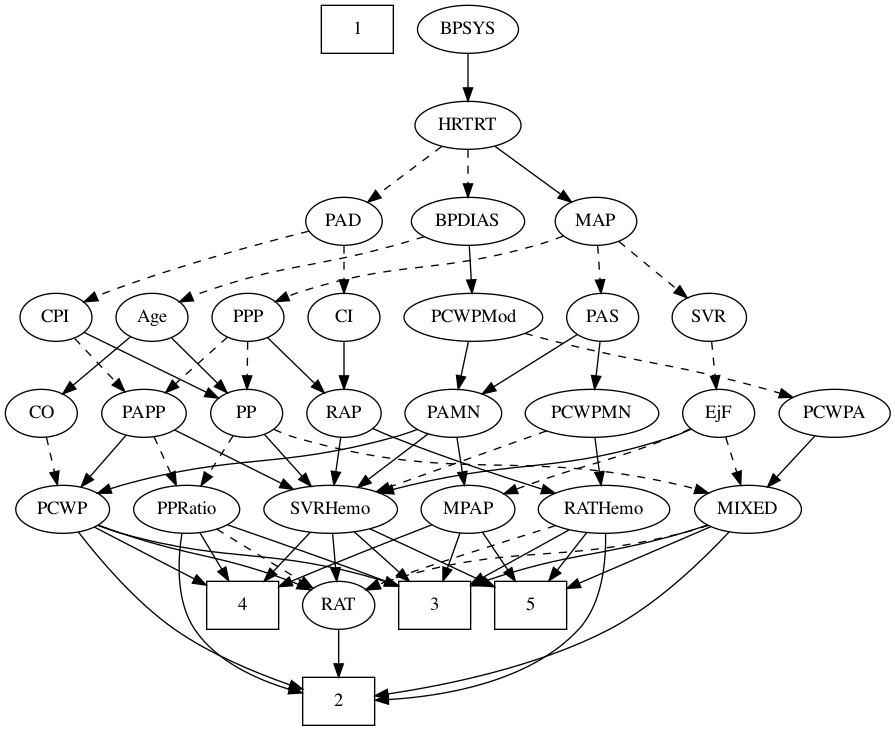 1
BPSYS
HRTRT
PAD
BPDIAS
MAP
CPI
Age
PPP
CI
PCWPMod
PAS
SVR
CO
PAPP
PP
RAP
PAMN
PCWPMN
EjF
PCWPA
PCWP
PPRatio
SVRHemo
MPAP
RATHemo
MIXED
4
RAT
3
5
2